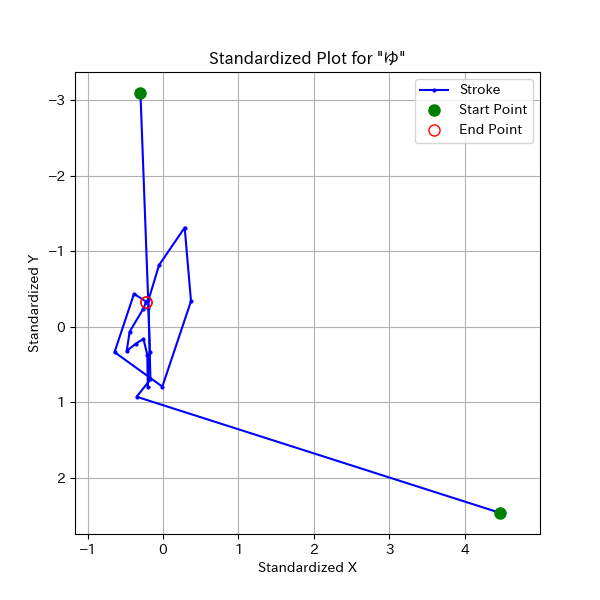 Standardized Plot for "ゆ"
Stroke
Start Point
End Point
−3
−2
−1
0
1
2
Standardized Y
−1 0 1 2 3 4
Standardized X